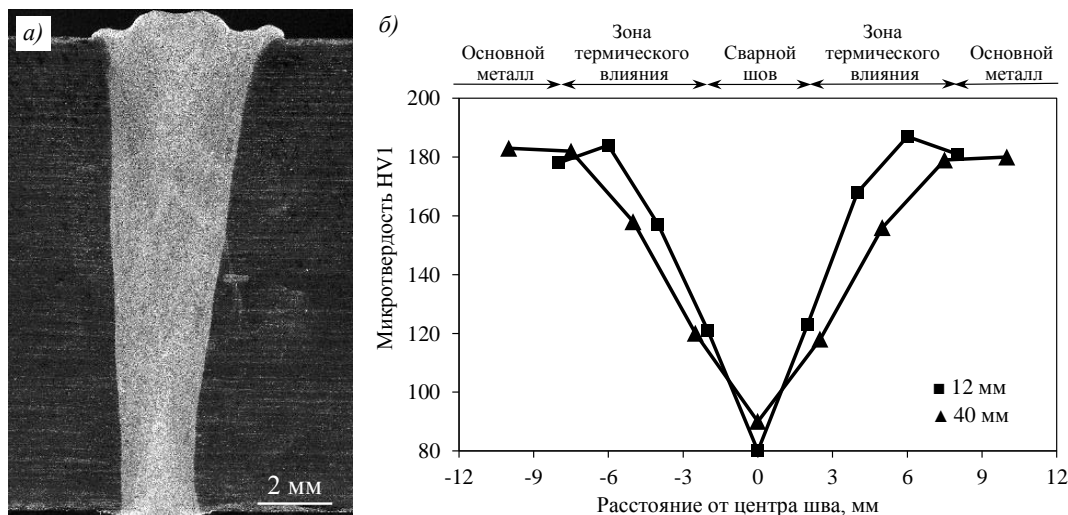 а)
2 мм
б)
Основной
металл
Зона
термического
влияния
Сварной
шов
Зона
термического
влияния
Основной
металл
Микротвердость HV1
200
180
160
140
120
100
80
-12 -9 -6 -3 0 3 6 9 12
12 мм
40 мм
Расстояние от центра шва, мм